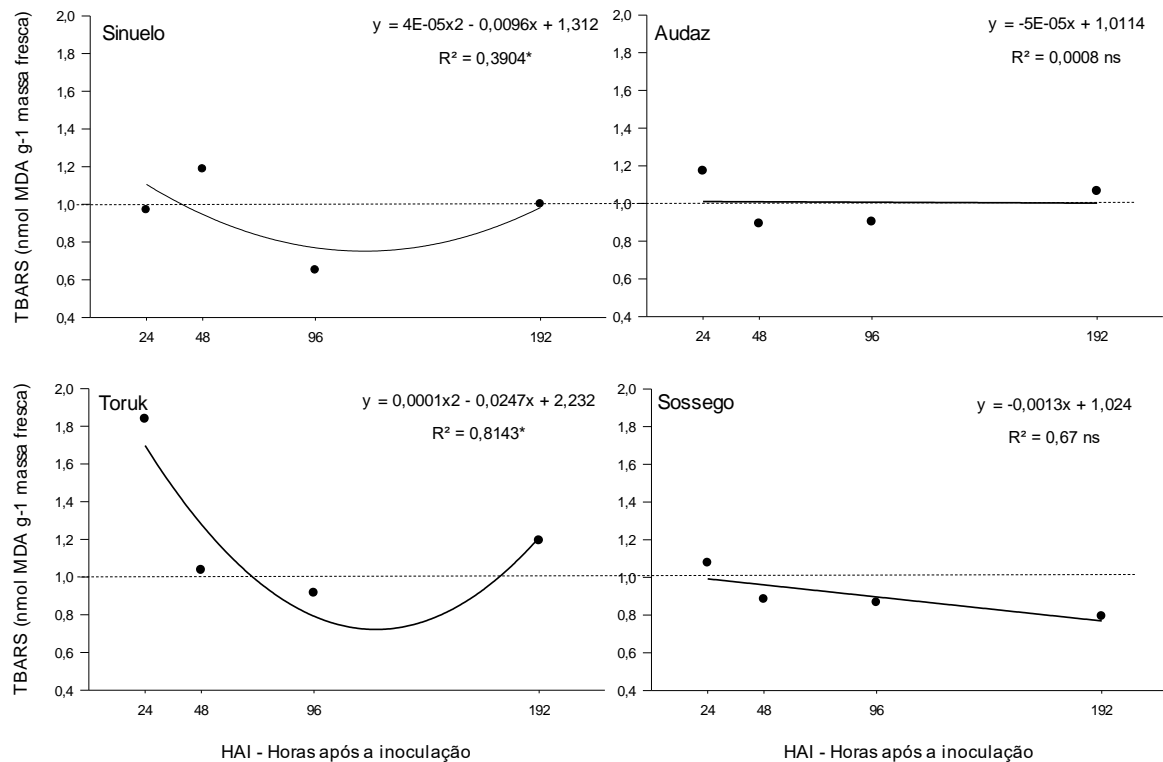 Sinuelo
y = 4E-05x2 - 0,0096x + 1,312
R² = 0,3904*
TBARS (nmol MDA g-1 massa fresca)
2,0
1,8
1,6
1,4
1,2
1,0
0,8
0,6
0,4
24 48 96 192
Audaz
y = -5E-05x + 1,0114
R² = 0,0008 ns
2,0
1,8
1,6
1,4
1,2
1,0
0,8
0,6
0,4
24 48 96 192
Toruk
y = 0,0001x2 - 0,0247x + 2,232
R² = 0,8143*
TBARS (nmol MDA g-1 massa fresca)
2,0
1,8
1,6
1,4
1,2
1,0
0,8
0,6
0,4
24 48 96 192
HAI - Horas após a inoculação
Sossego
y = -0,0013x + 1,024
R² = 0,67 ns
2,0
1,8
1,6
1,4
1,2
1,0
0,8
0,6
0,4
24 48 96 192
HAI - Horas após a inoculação